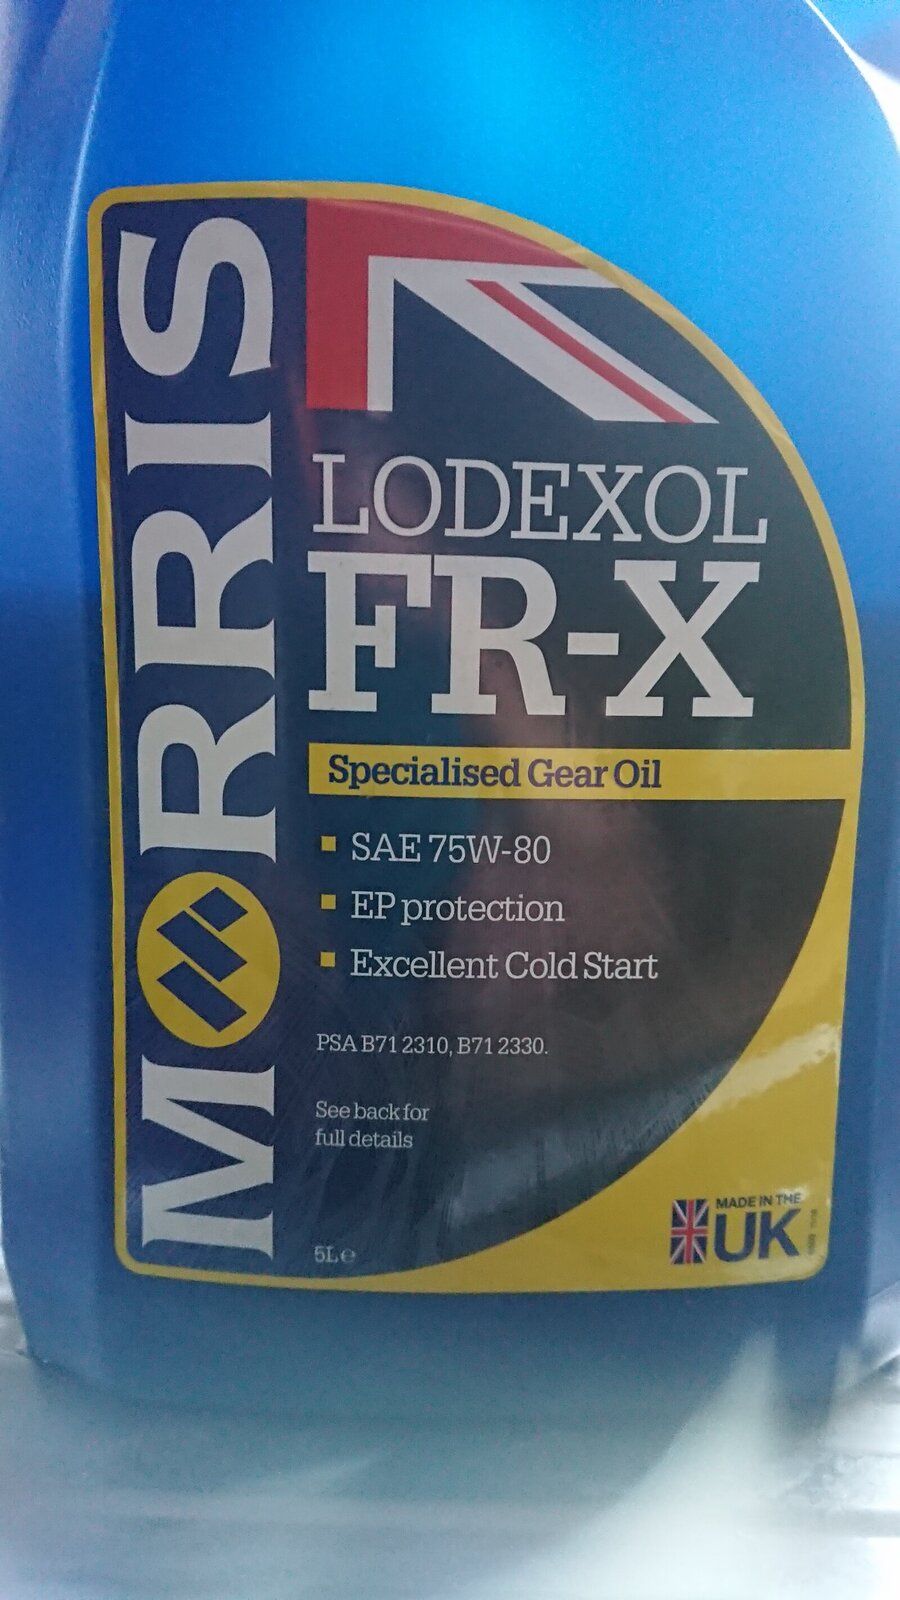 MORRIS
LODEXOL
FR-X
Specialised Gear Oil
SAE 75W-80
EP protection
Excellent Cold Start
PSA B71 2310, B71 2330.
See back for
full details
5L e
MADE IN THE
UK